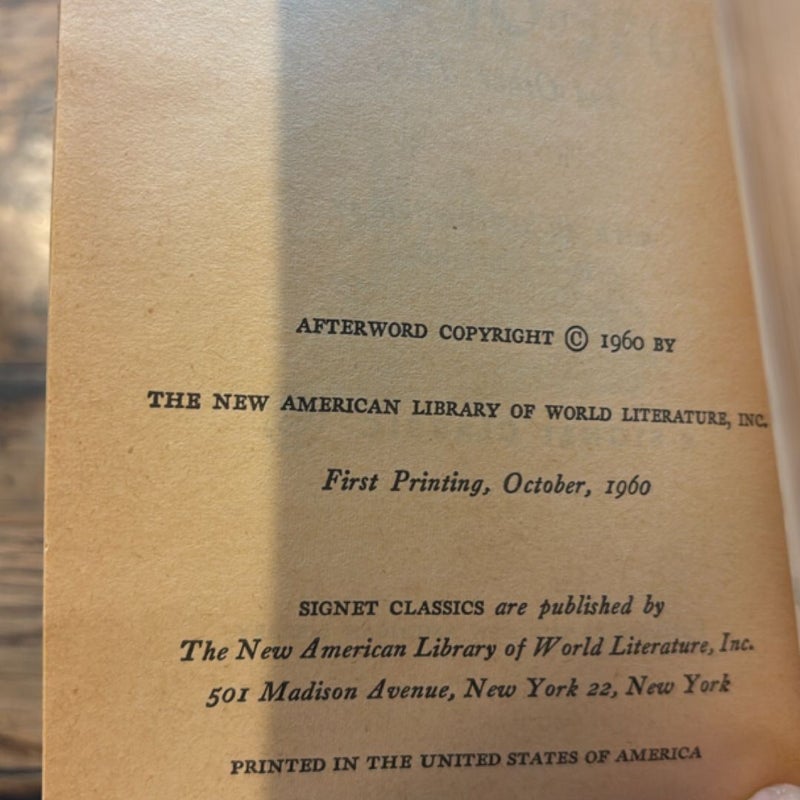 AFTERWORD COPYRIGHT © 1960 BY
THE NEW AMERICAN LIBRARY OF WORLD LITERATURE, INC.
First Printing, October, 1960
SIGNET CLASSICS are published by
The New American Library of World Literature, Inc.
501 Madison Avenue, New York 22, New York
PRINTED IN THE UNITED STATES OF AMERICA